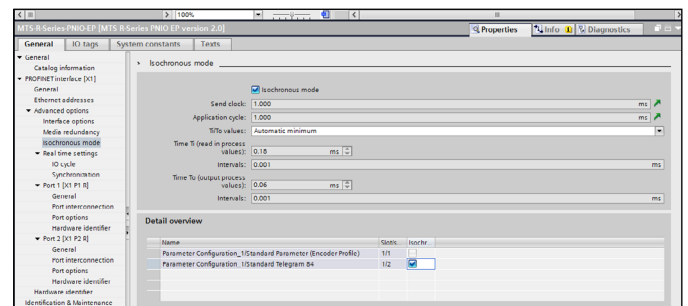 100%
MTS R-Series PNIO EP [MTS R-Series PNIO EP version 2.0]
Properties
Info
Diagnostics
General
IO tags
System constants
Texts
General
Catalog information
PROFINET interface [X1]
General
Ethernet addresses
Advanced options
Interface options
Media redundancy
Isochronous mode
Real time settings
IO cycle
Synchronization
Port 1 [X1 P1 R]
General
Port interconnection
Port options
Hardware identifier
Port 2 [X1 P2 R]
General
Port interconnection
Port options
Hardware identifier
Hardware identifier
Identification & Maintenance
Isochronous mode
Isochronous mode
Send clock: 1.000 ms
Application cycle: 1.000 ms
Ti/To values: Automatic minimum
Time Ti (read in process
values): 0.18 ms
Intervals: 0.001 ms
Time To (output process
values): 0.06 ms
Intervals: 0.001 ms
Detail overview
Name Slot/s... Isochr...
Parameter Configuration_1\Standard Parameter (Encoder Profile) 1/1
Parameter Configuration_1\Standard Telegram 84 1/2